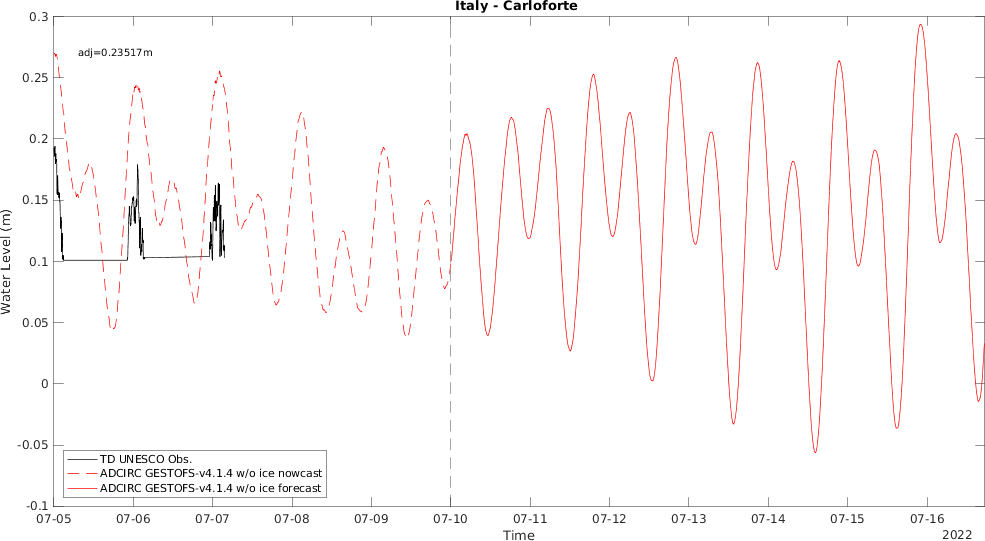 Italy - Carloforte
adj=0.23517m
0.3
0.25
0.2
0.15
0.1
0.05
0
-0.05
-0.1
Water Level (m)
TD UNESCO Obs.
ADCIRC GESTOFS-v4.1.4 w/o ice nowcast
ADCIRC GESTOFS-v4.1.4 w/o ice forecast
07-05 07-06 07-07 07-08 07-09 07-10 07-11 07-12 07-13 07-14 07-15 07-16
Time
2022